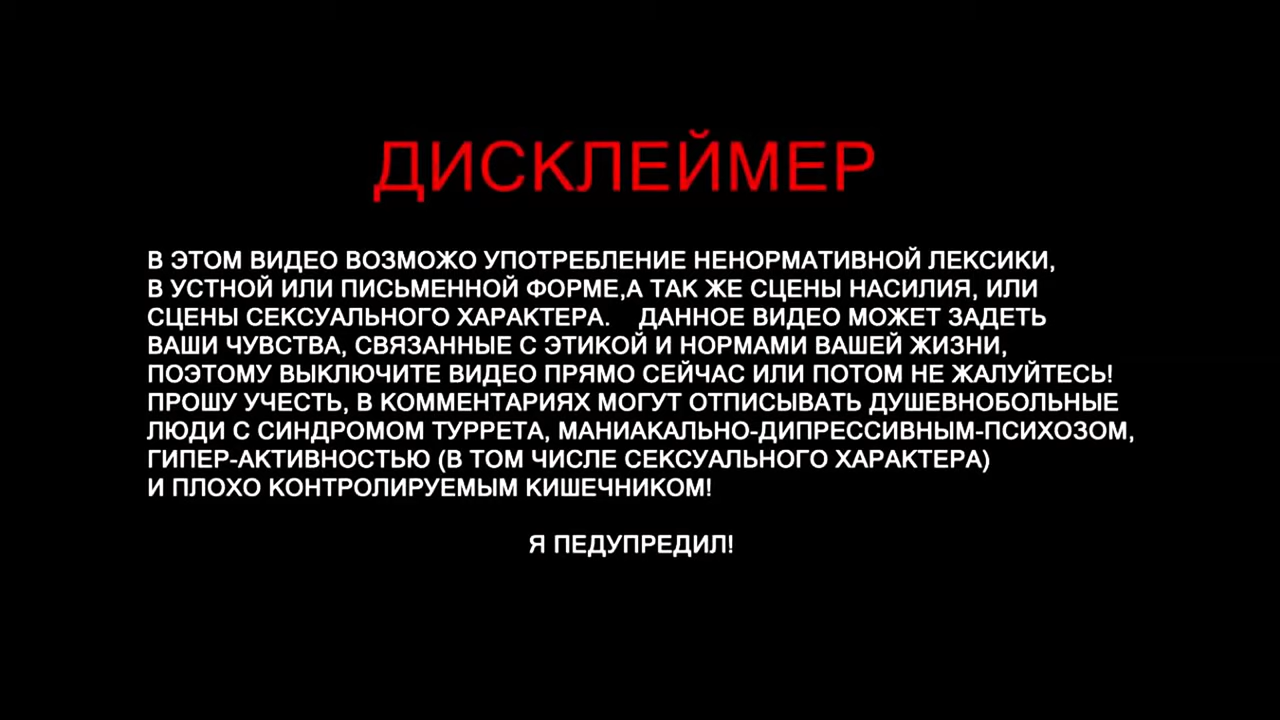 ДИСКЛЕЙМЕР
В ЭТОМ ВИДЕО ВОЗМОЖО УПОТРЕБЛЕНИЕ НЕНОРМАТИВНОЙ ЛЕКСИКИ,
В УСТНОЙ ИЛИ ПИСЬМЕННОЙ ФОРМЕ,А ТАК ЖЕ СЦЕНЫ НАСИЛИЯ, ИЛИ
СЦЕНЫ СЕКСУАЛЬНОГО ХАРАКТЕРА. ДАННОЕ ВИДЕО МОЖЕТ ЗАДЕТЬ
ВАШИ ЧУВСТВА, СВЯЗАННЫЕ С ЭТИКОЙ И НОРМАМИ ВАШЕЙ ЖИЗНИ,
ПОЭТОМУ ВЫКЛЮЧИТЕ ВИДЕО ПРЯМО СЕЙЧАС ИЛИ ПОТОМ НЕ ЖАЛУЙТЕСЬ!
ПРОШУ УЧЕСТЬ, В КОММЕНТАРИЯХ МОГУТ ОТПИСЫВАТЬ ДУШЕВНОБОЛЬНЫЕ
ЛЮДИ С СИНДРОМОМ ТУРРЕТА, МАНИАКАЛЬНО-ДИПРЕССИВНЫМ-ПСИХОЗОМ,
ГИПЕР-АКТИВНОСТЬЮ (В ТОМ ЧИСЛЕ СЕКСУАЛЬНОГО ХАРАКТЕРА)
И ПЛОХО КОНТРОЛИРУЕМЫМ КИШЕЧНИКОМ!
Я ПЕДУПРЕДИЛ!